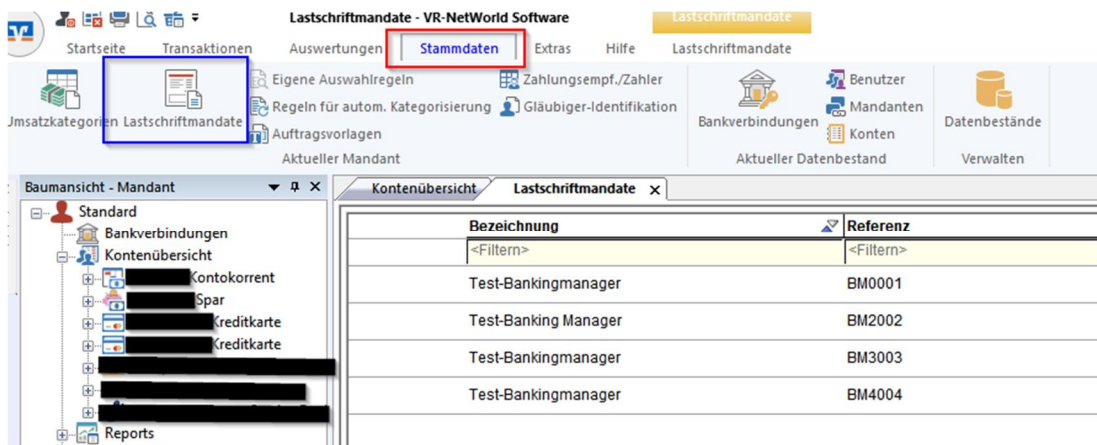 Lastschriftmandate - VR-NetWorld Software
Lastschriftmandate
Startseite Transaktionen Auswertungen Stammdaten Extras Hilfe Lastschriftmandate
Eigene Auswahlregeln Zahlungsempf./Zahler Benutzer
Regeln für autom. Kategorisierung Gläubiger-Identifikation Mandanten
Umsatzkategorien Lastschriftmandate Bankverbindungen Datenbestände
Auftragsvorlagen Konten
Aktueller Mandant Aktueller Datenbestand Verwalten
Baumansicht - Mandant Kontenübersicht Lastschriftmandate
Standard
Bankverbindungen
Kontenübersicht
Kontokorrent
Spar
Kreditkarte
Kreditkarte
Reports
Bezeichnung Referenz
<Filtern> <Filtern>
Test-Bankingmanager BM0001
Test-Banking Manager BM2002
Test-Bankingmanager BM3003
Test-Bankingmanager BM4004